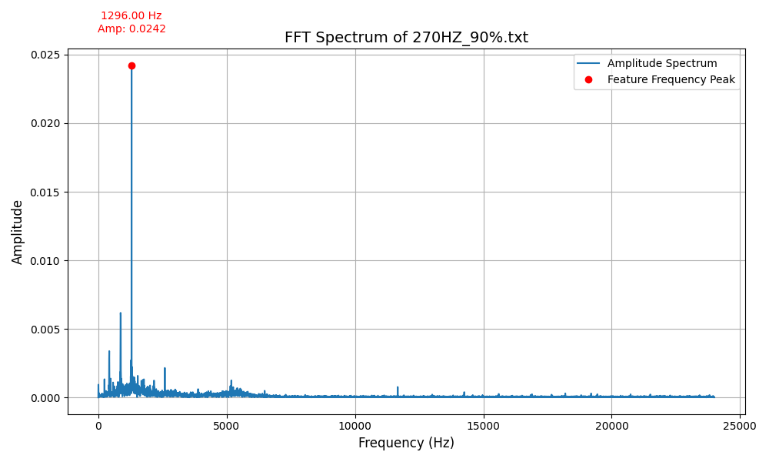 1296.00 Hz
Amp: 0.0242
FFT Spectrum of 270HZ_90%.txt
Amplitude Spectrum
Feature Frequency Peak
Amplitude
0.025
0.020
0.015
0.010
0.005
0.000
0
5000
10000
15000
20000
25000
Frequency (Hz)